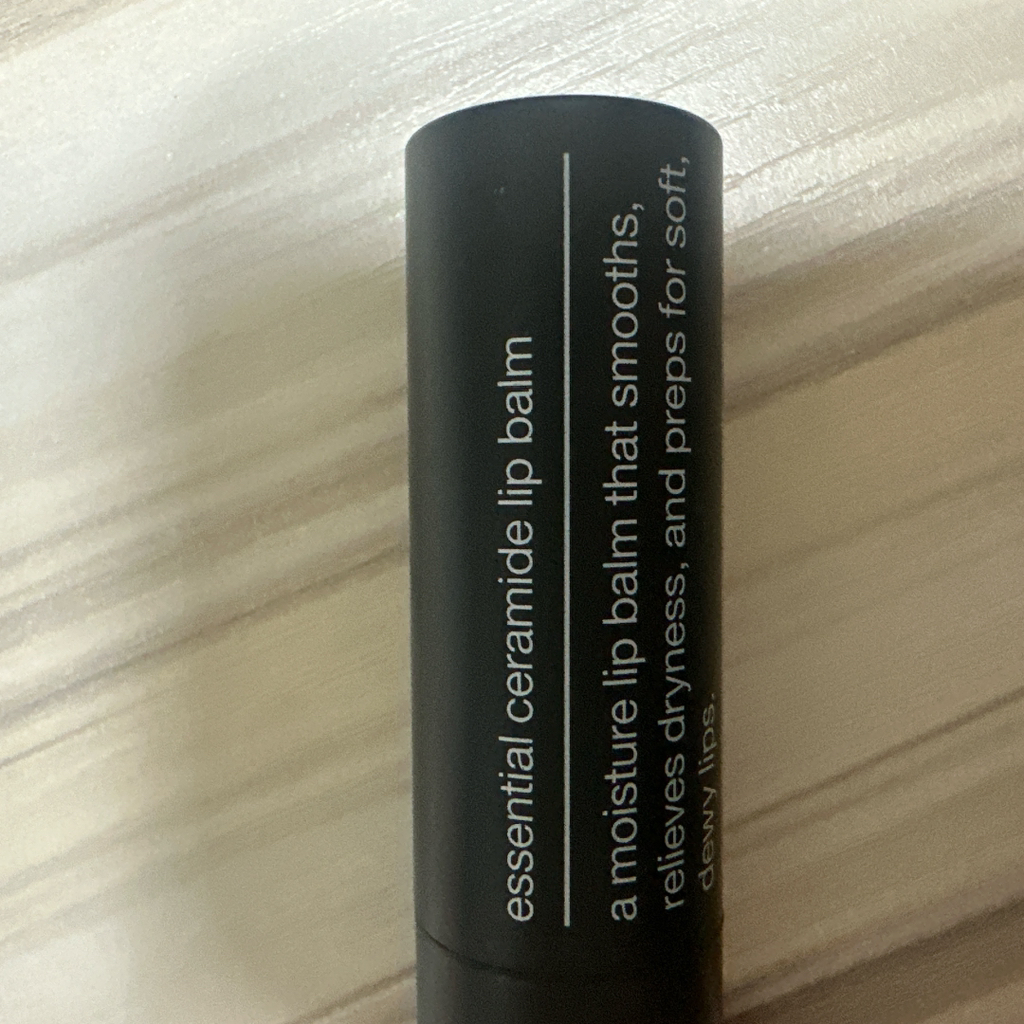 essential ceramide lip balm
a moisture lip balm that smooths,
relieves dryness, and preps for soft,
dewy lips.